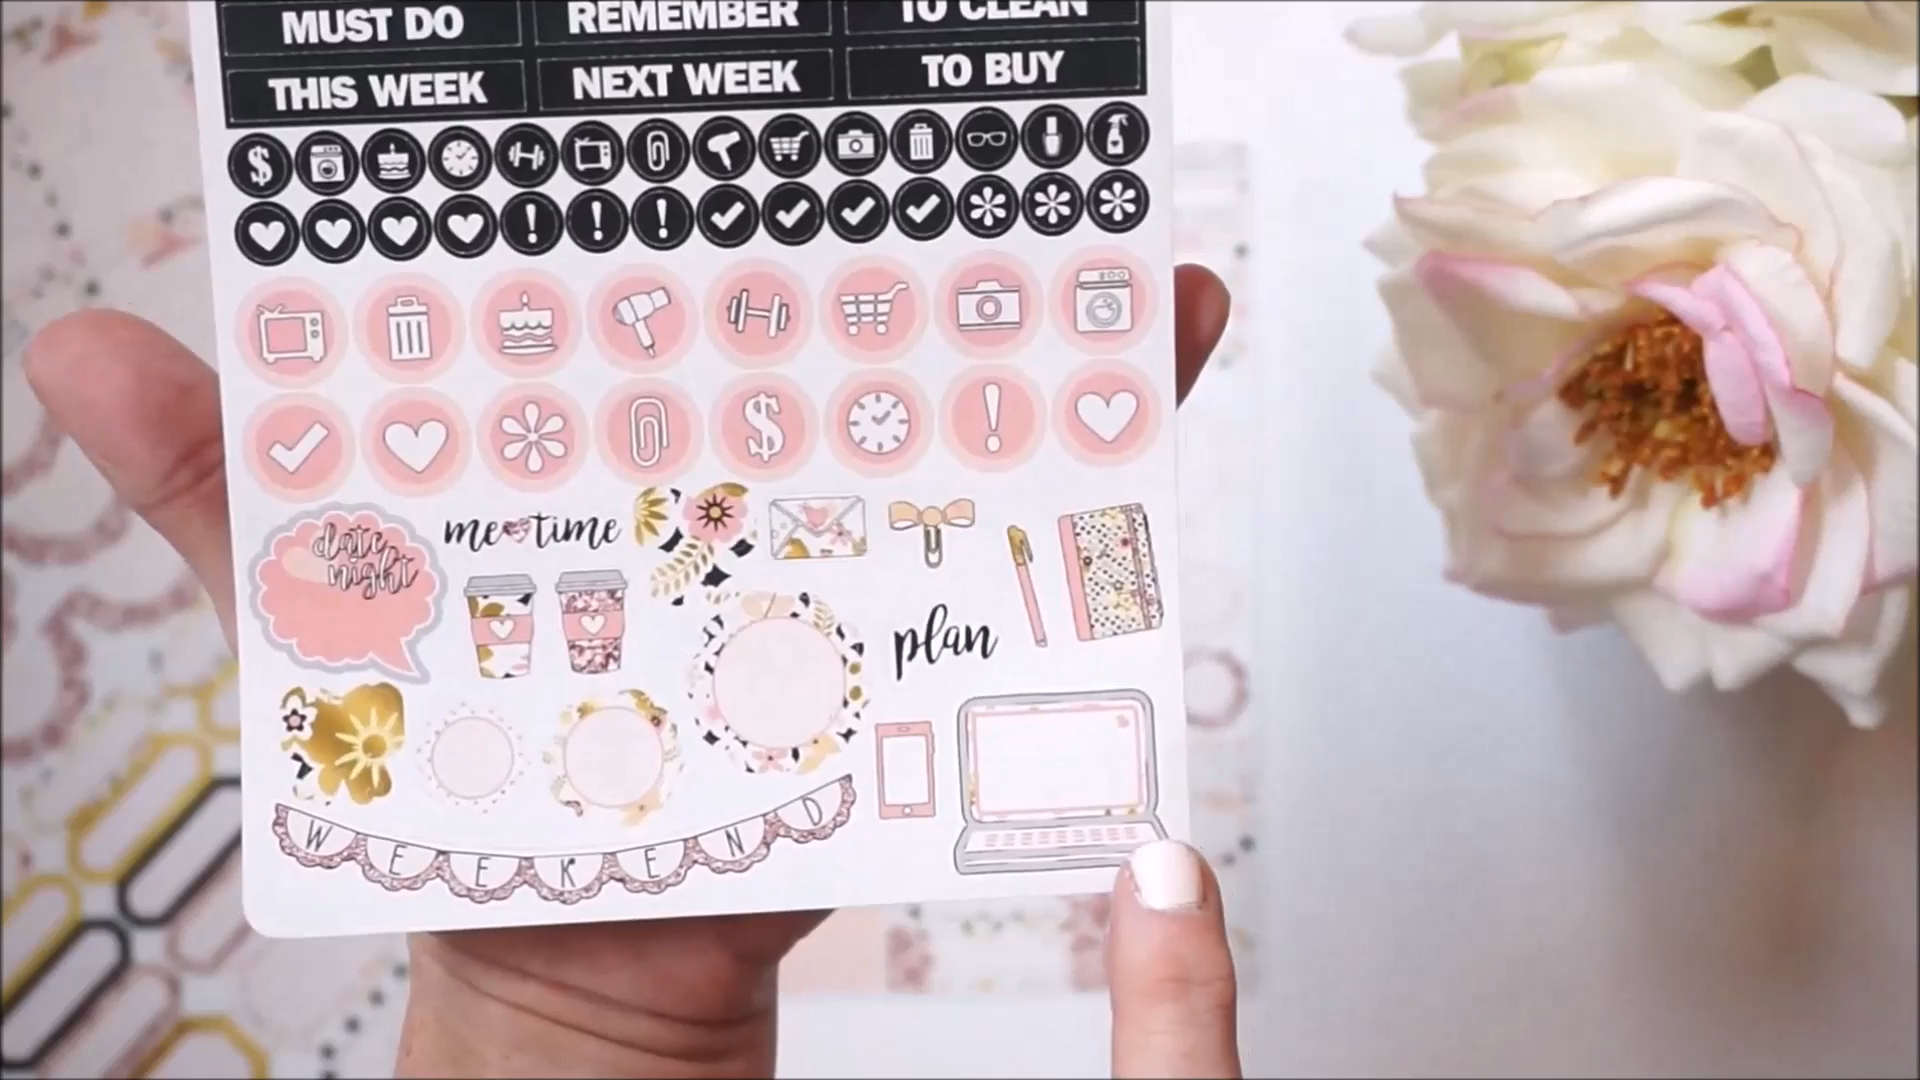 MUST DO
REMEMBER
TO CLEAN
THIS WEEK
NEXT WEEK
TO BUY
date
night
me time
plan
WEEKEND